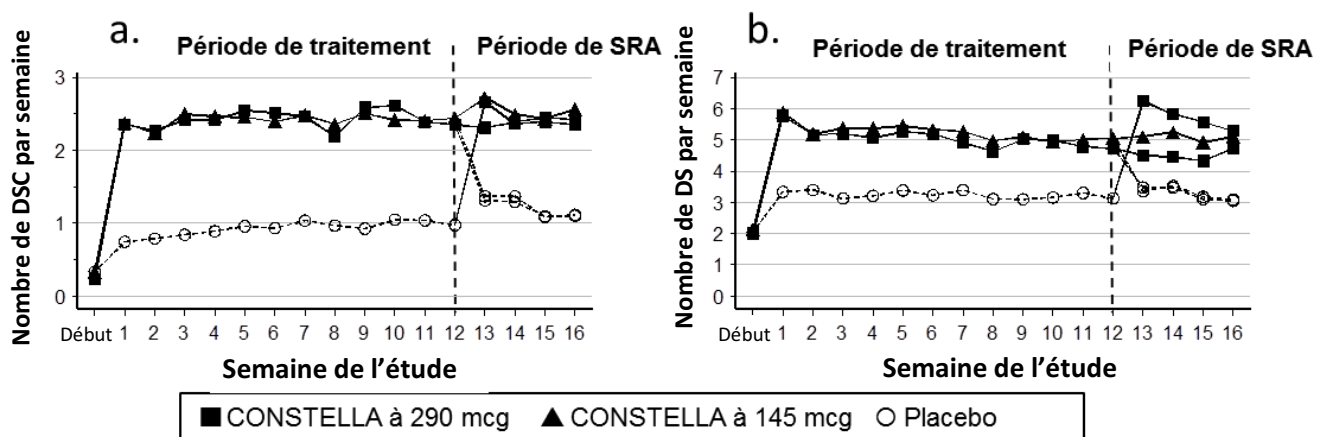 a.
Période de traitement
Période de SRA
Nombre de DSC par semaine
3
2
1
0
Début 1 2 3 4 5 6 7 8 9 10 11 12 13 14 15 16
Semaine de l’étude
b.
Période de traitement
Période de SRA
Nombre de DS par semaine
7
6
5
4
3
2
1
0
Début 1 2 3 4 5 6 7 8 9 10 11 12 13 14 15 16
Semaine de l’étude
CONSTELLA à 290 mcg CONSTELLA à 145 mcg Placebo